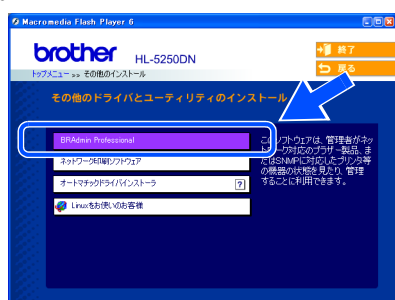 Macromedia Flash Player 6
brother HL-5250DN
終了
戻る
トップメニュー >> その他のインストール
その他のドライバとユーティリティのインストール
BRAdmin Professional
ネットワーク印刷ソフトウェア
オートマチックドライバインストーラ ?
Linuxをお使いのお客様
このソフトウェアは、管理者がネッ
トワーク対応のブラザー製品、ま
たはSNMPに対応したプリンタ等
の機器の状態を見たり、管理
することに利用できます。